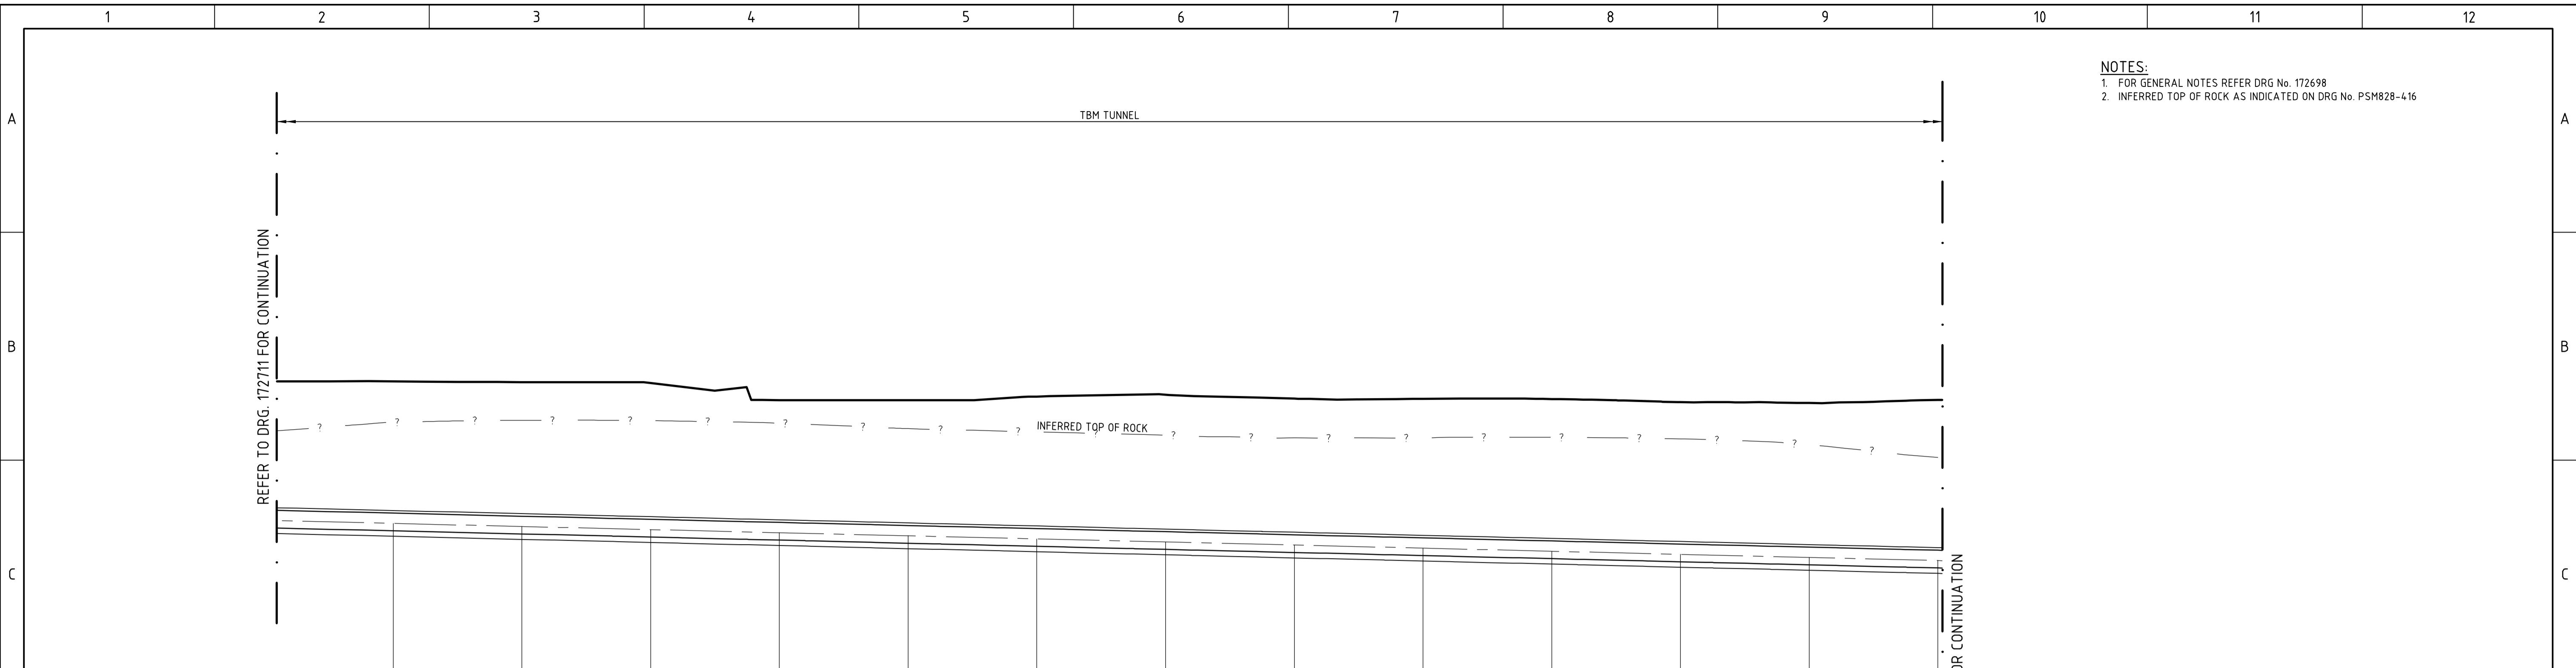 1 2 3 4 5 6 7 8 9 10 11 12
NOTES:
1. FOR GENERAL NOTES REFER DRG No. 172698
2. INFERRED TOP OF ROCK AS INDICATED ON DRG No. PSM828-416
A A
TBM TUNNEL
REFER TO DRG. 172711 FOR CONTINUATION
B B
? ? ? ? ? ? ? ? ? ? ? ? ? ? ? ? ? ? ? ? ?
INFERRED TOP OF ROCK
C C
OR CONTINUATION